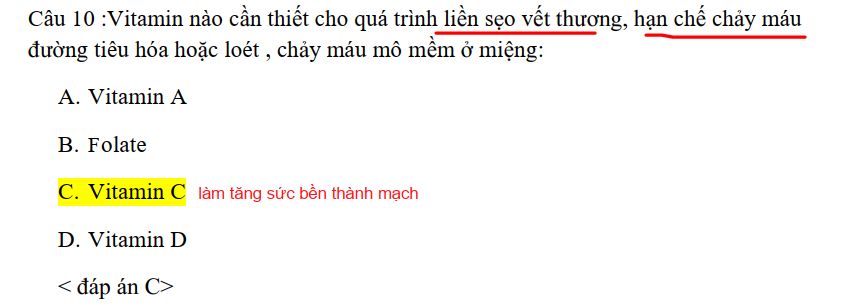 Câu 10 :Vitamin nào cần thiết cho quá trình liền sẹo vết thương, hạn chế chảy máu
đường tiêu hóa hoặc loét , chảy máu mô mềm ở miệng:
A. Vitamin A
B. Folate
C. Vitamin C làm tăng sức bền thành mạch
D. Vitamin D
< đáp án C>